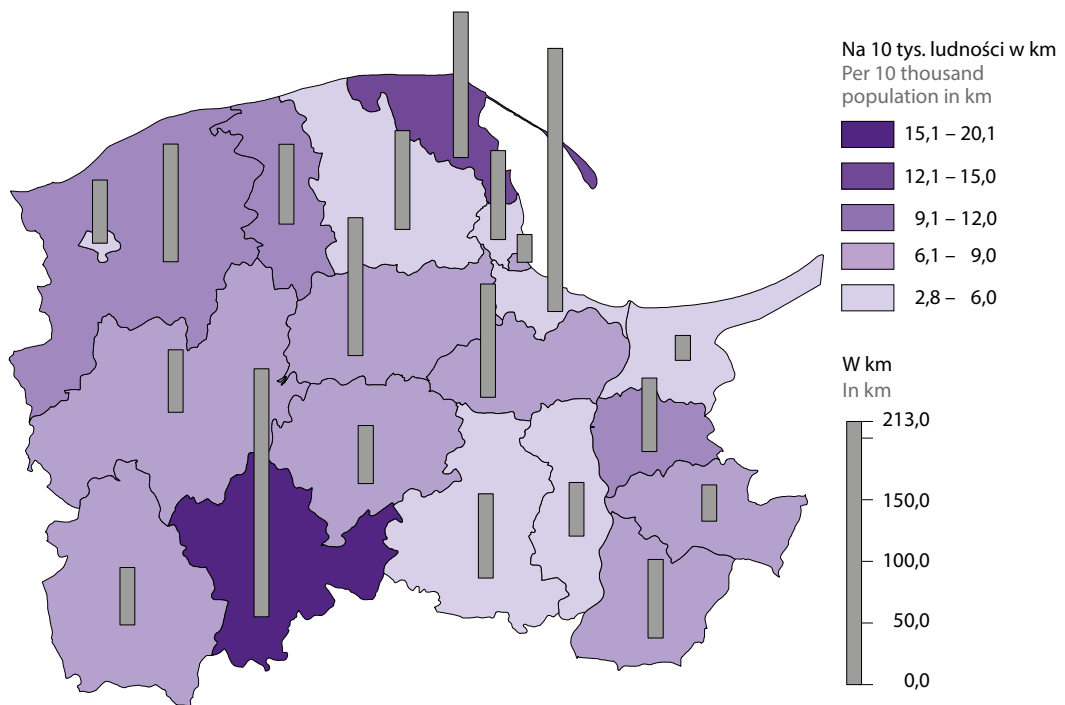 Na 10 tys. ludności w km
Per 10 thousand
population in km
15,1 – 20,1
12,1 – 15,0
9,1 – 12,0
6,1 – 9,0
2,8 – 6,0
W km
In km
213,0
150,0
100,0
50,0
0,0